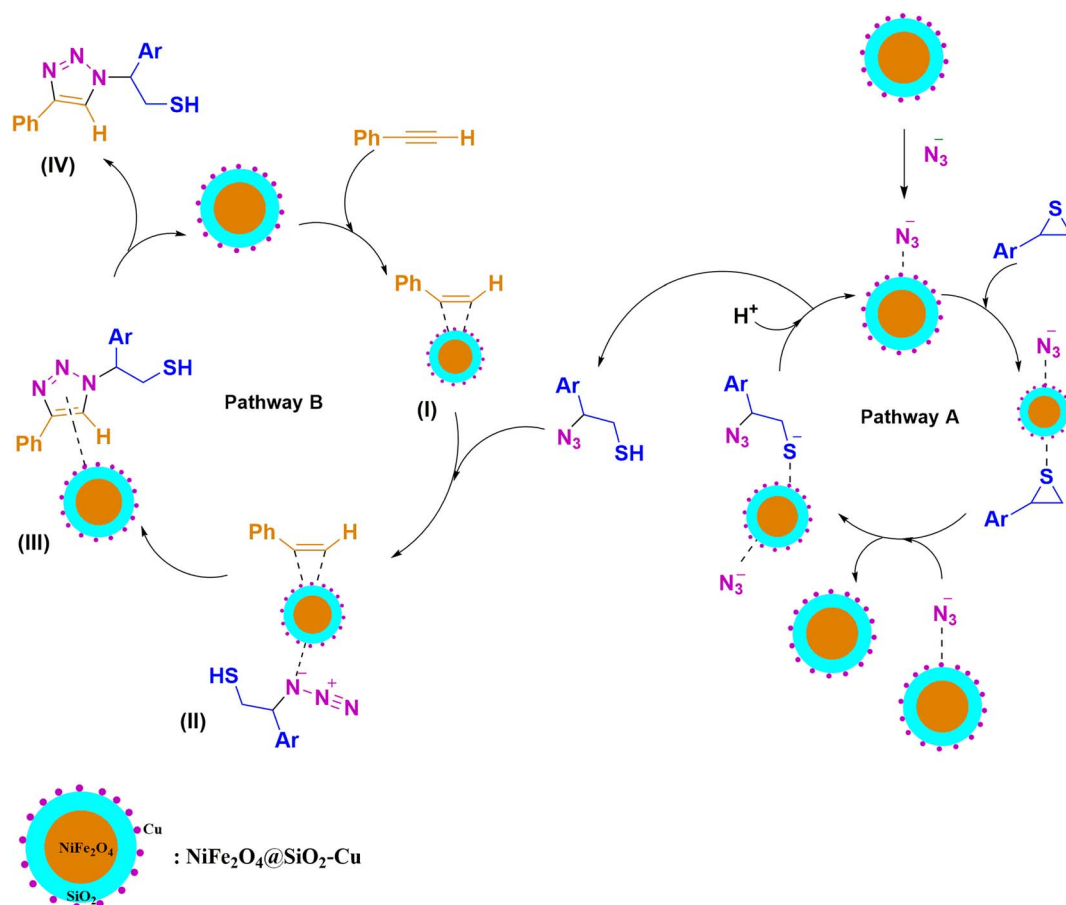 N N N
Ar
SH
Ph
H
(IV)
Ph H
N₃⁻
N₃⁻
S
Ar
Ph H
(I)
H⁺
Ar
N N N
SH
Ph H
(III)
Pathway B
Ar
N₃
SH
Ar
N₃
S⁻
N₃⁻
Pathway A
N₃⁻
S
Ar
N₃⁻
Ph H
HS
N⁻ N⁺ N
Ar
(II)
Cu
NiFe₂O₄
SiO₂
: NiFe₂O₄@SiO₂-Cu